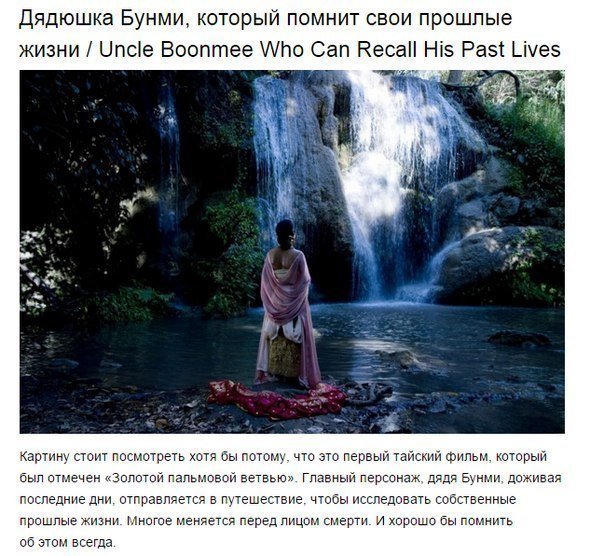 Дядюшка Бунми, который помнит свои прошлые
жизни / Uncle Boonmee Who Can Recall His Past Lives
Картину стоит посмотреть хотя бы потому, что это первый тайский фильм, который
был отмечен «Золотой пальмовой ветвью». Главный персонаж, дядя Бунми, доживая
последние дни, отправляется в путешествие, чтобы исследовать собственные
прошлые жизни. Многое меняется перед лицом смерти. И хорошо бы помнить
об этом всегда.